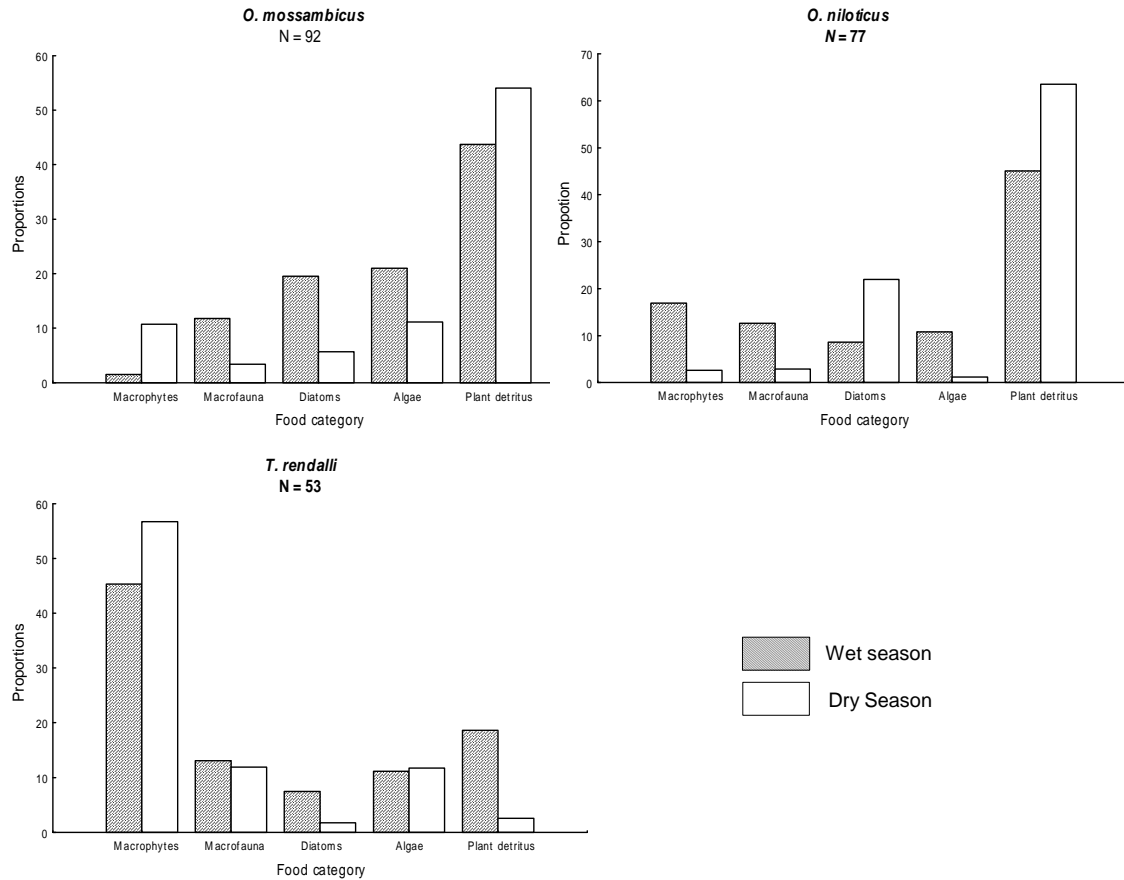 O. mossambicus
N = 92
60
50
40
30
20
10
0
Proportions
Macrophytes Macrofauna Diatoms Algae Plant detritus
Food category
O. niloticus
N = 77
70
60
50
40
30
20
10
0
Propotion
Macrophytes Macrofauna Diatoms Algae Plant detritus
Food category
T. rendalli
N = 53
60
50
40
30
20
10
0
Proportions
Macrophytes Macrofauna Diatoms Algae Plant detritus
Food category
Wet season
Dry Season